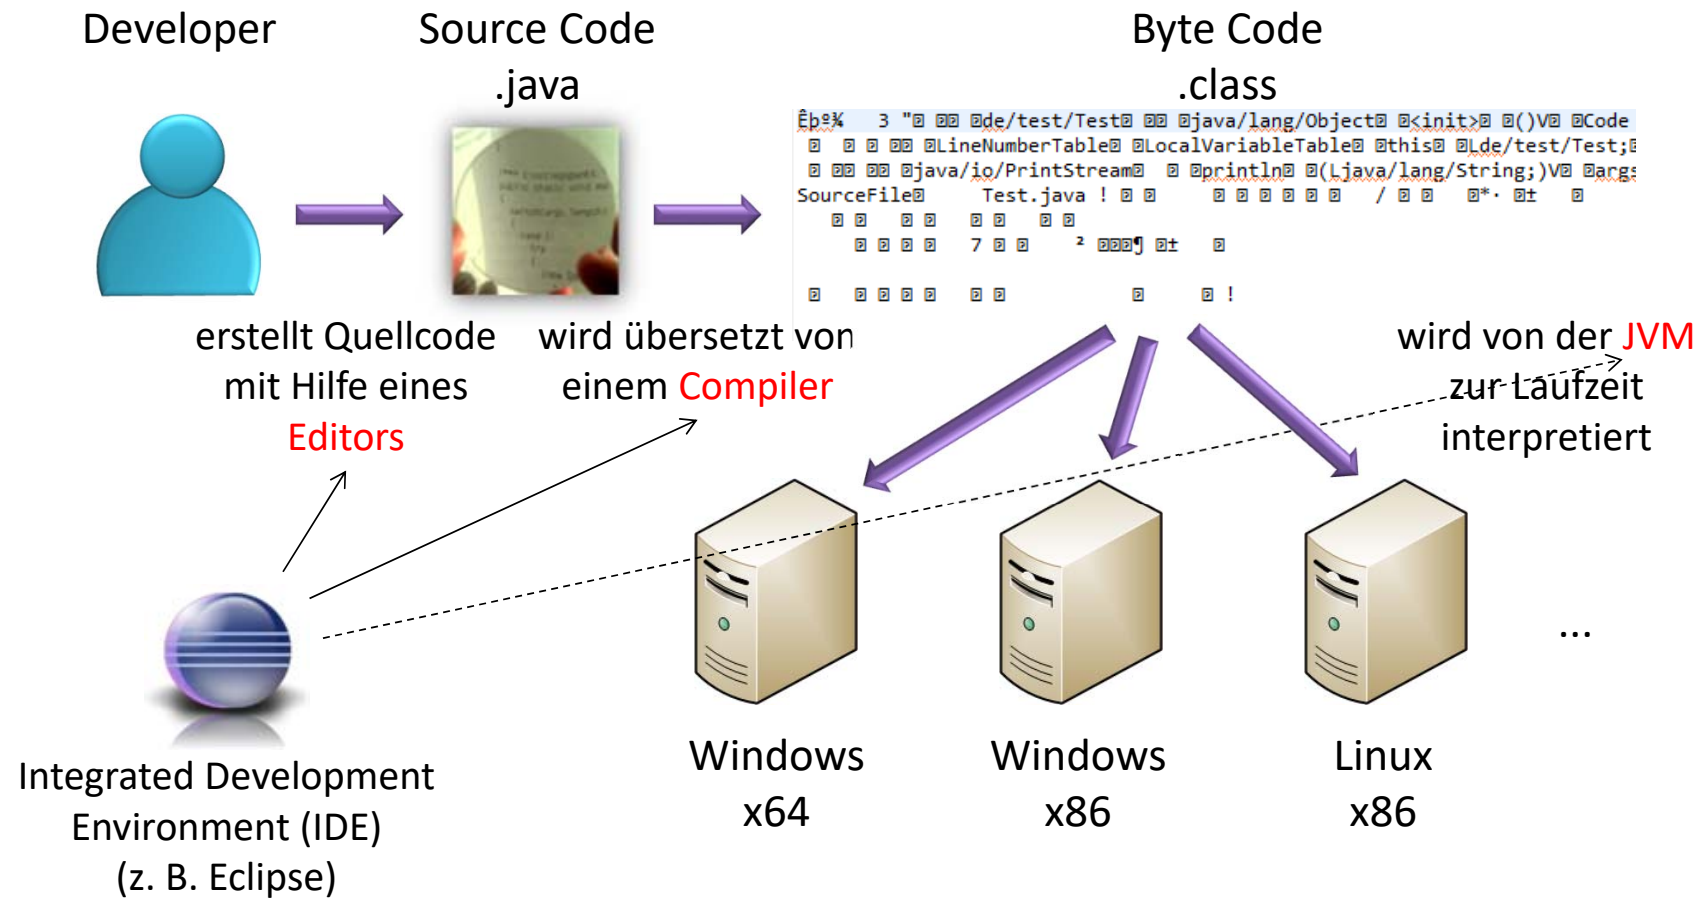 Developer
Source Code
.java
Byte Code
.class
Êþº¾ 3 " de/test/Test java/lang/Object <init> ()V Code
LineNumberTable LocalVariableTable this Lde/test/Test;
java/io/PrintStream println (Ljava/lang/String;)V args
SourceFile Test.java ! / *· ±
7 ² ¶ ±
!
erstellt Quellcode
mit Hilfe eines
Editors
wird übersetzt von
einem Compiler
wird von der JVM
zur Laufzeit
interpretiert
...
Windows
x64
Windows
x86
Linux
x86
Integrated Development
Environment (IDE)
(z. B. Eclipse)